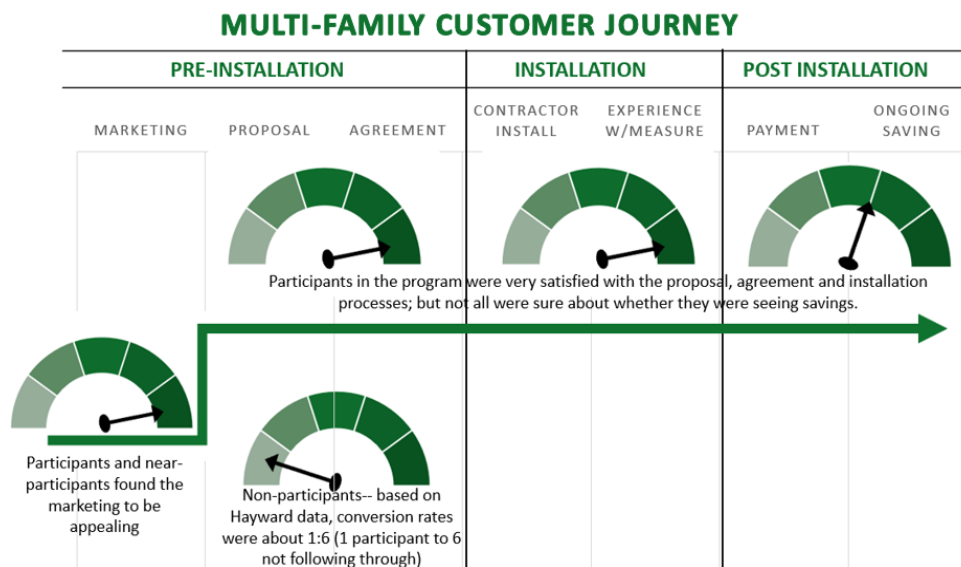 MULTI-FAMILY CUSTOMER JOURNEY
PRE-INSTALLATION
INSTALLATION
POST INSTALLATION
MARKETING
PROPOSAL
AGREEMENT
CONTRACTOR
INSTALL
EXPERIENCE
W/MEASURE
PAYMENT
ONGOING
SAVING
Participants in the program were very satisfied with the proposal, agreement and installation
processes; but not all were sure about whether they were seeing savings.
Participants and near-
participants found the
marketing to be
appealing
Non-participants-- based on
Hayward data, conversion rates
were about 1:6 (1 participant to 6
not following through)